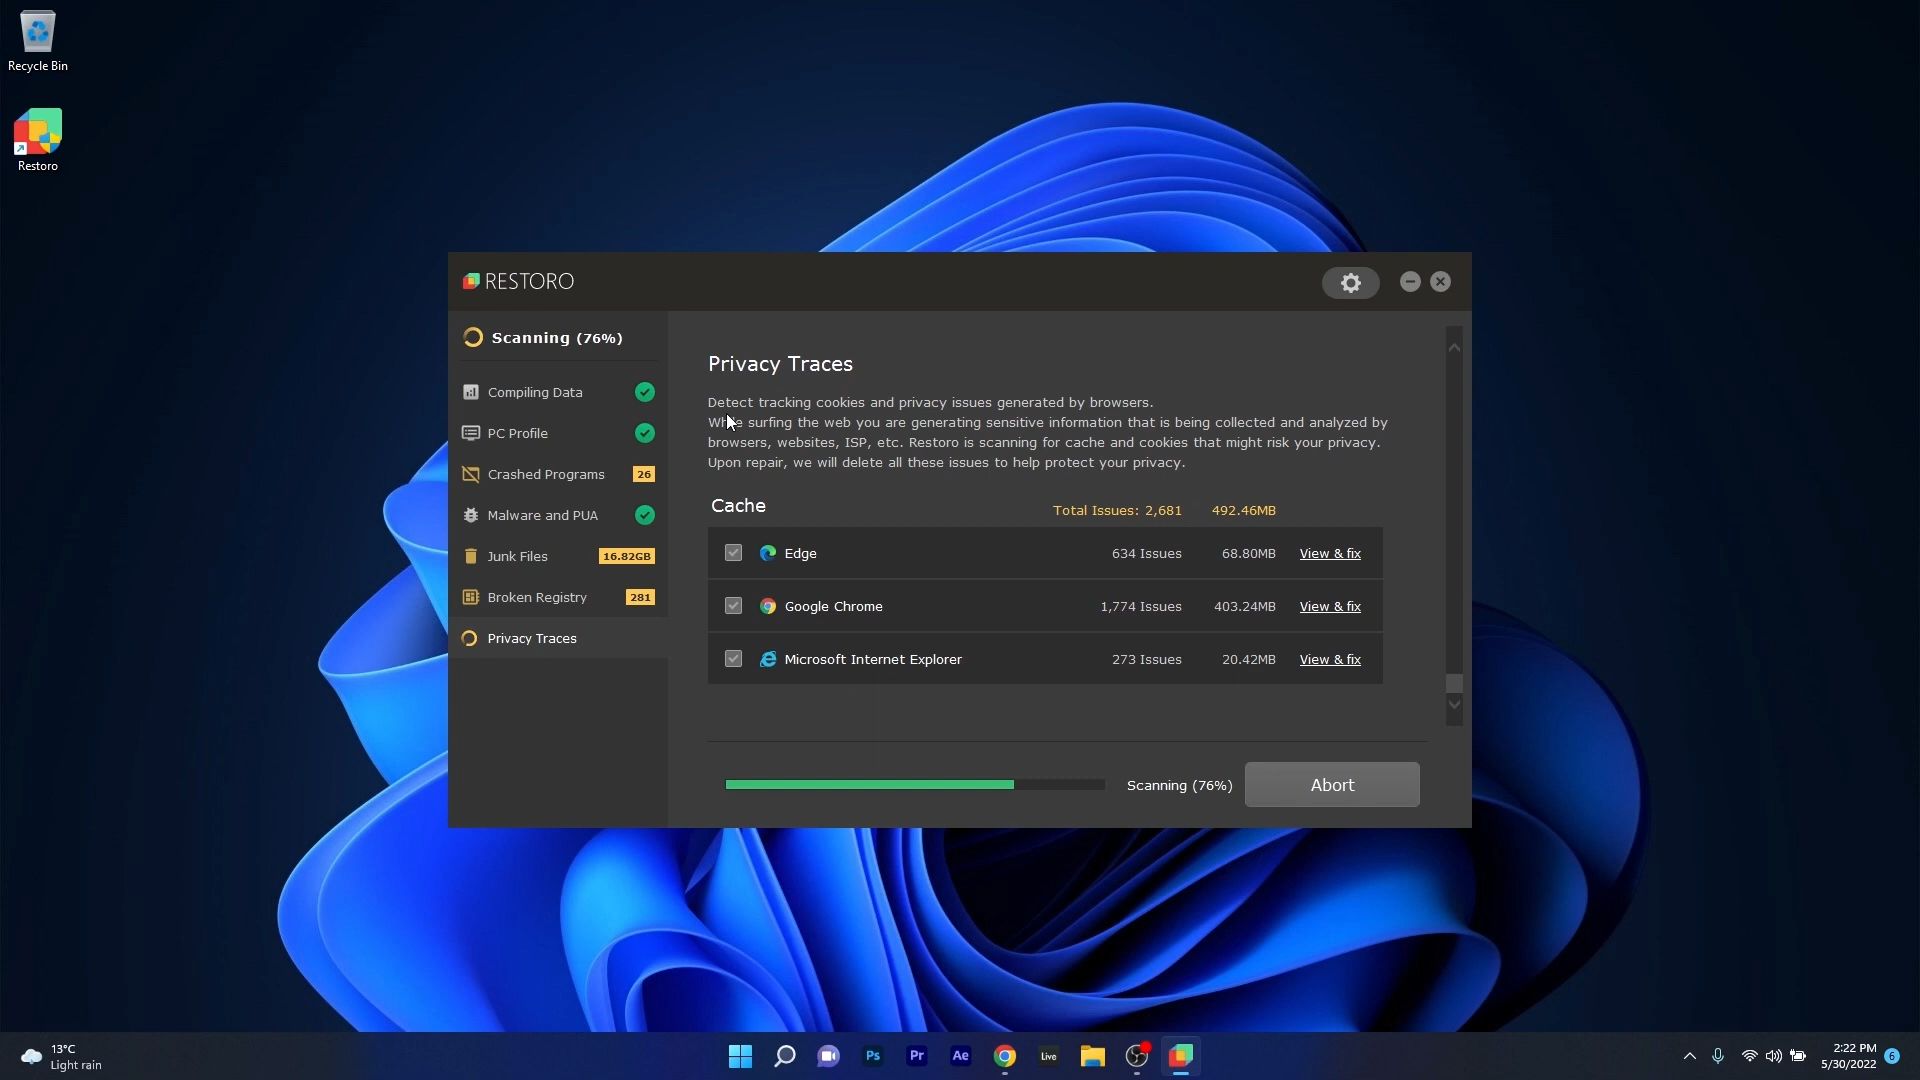 Recycle Bin
Restoro
RESTORO
Scanning (76%)
Compiling Data
PC Profile
Crashed Programs 26
Malware and PUA
Junk Files 16.82GB
Broken Registry 281
Privacy Traces
Privacy Traces
Detect tracking cookies and privacy issues generated by browsers.
While surfing the web you are generating sensitive information that is being collected and analyzed by
browsers, websites, ISP, etc. Restoro is scanning for cache and cookies that might risk your privacy.
Upon repair, we will delete all these issues to help protect your privacy.
Cache Total Issues: 2,681 492.46MB
Edge 634 Issues 68.80MB View & fix
Google Chrome 1,774 Issues 403.24MB View & fix
Microsoft Internet Explorer 273 Issues 20.42MB View & fix
Scanning (76%) Abort
13°C
Light rain
Ps Pr Ae Live
2:22 PM
5/30/2022
6